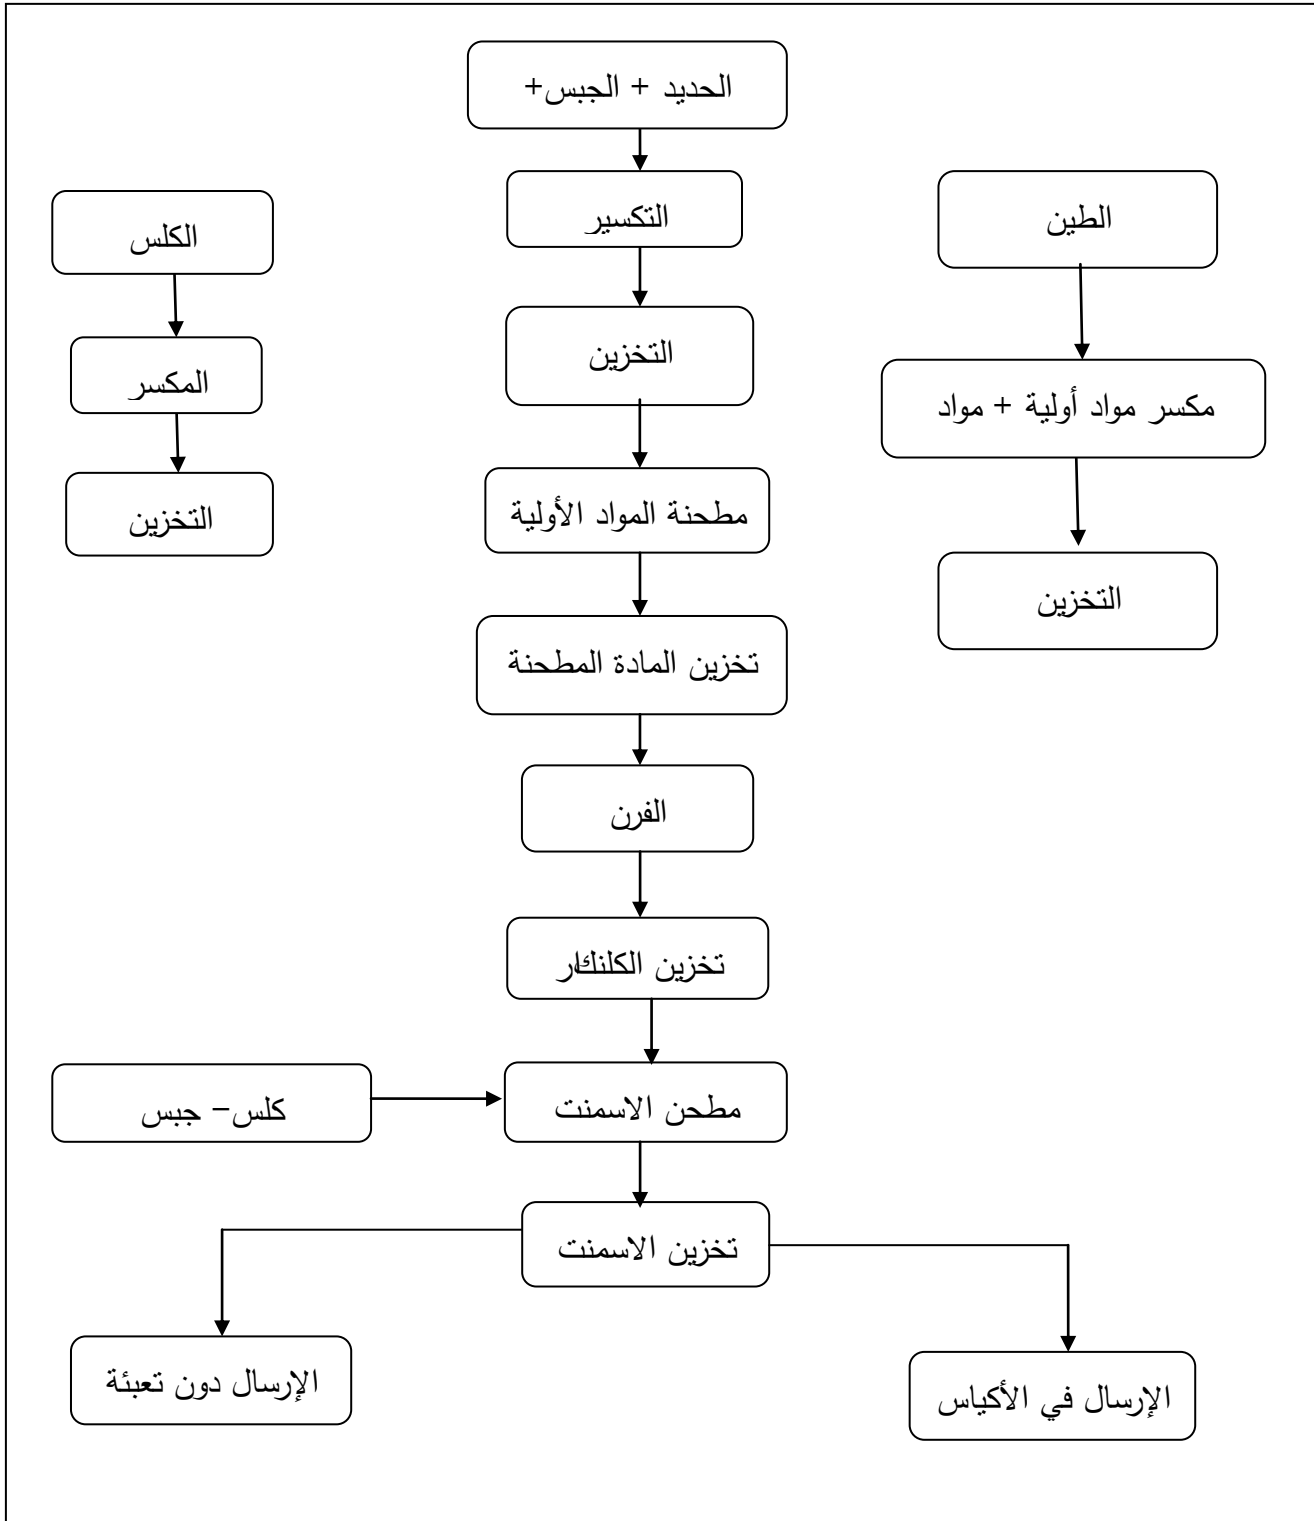 الحديد + الجبس+
التكسير
الطين
الكلس
التخزين
المكسر
مكسر مواد أولية + مواد
مطحنة المواد الأولية
التخزين
التخزين
تخزين المادة المطحنة
الفرن
تخزين الكلنكار
مطحن الاسمنت
كلس– جبس
تخزين الاسمنت
الإرسال دون تعبئة
الإرسال في الأكياس